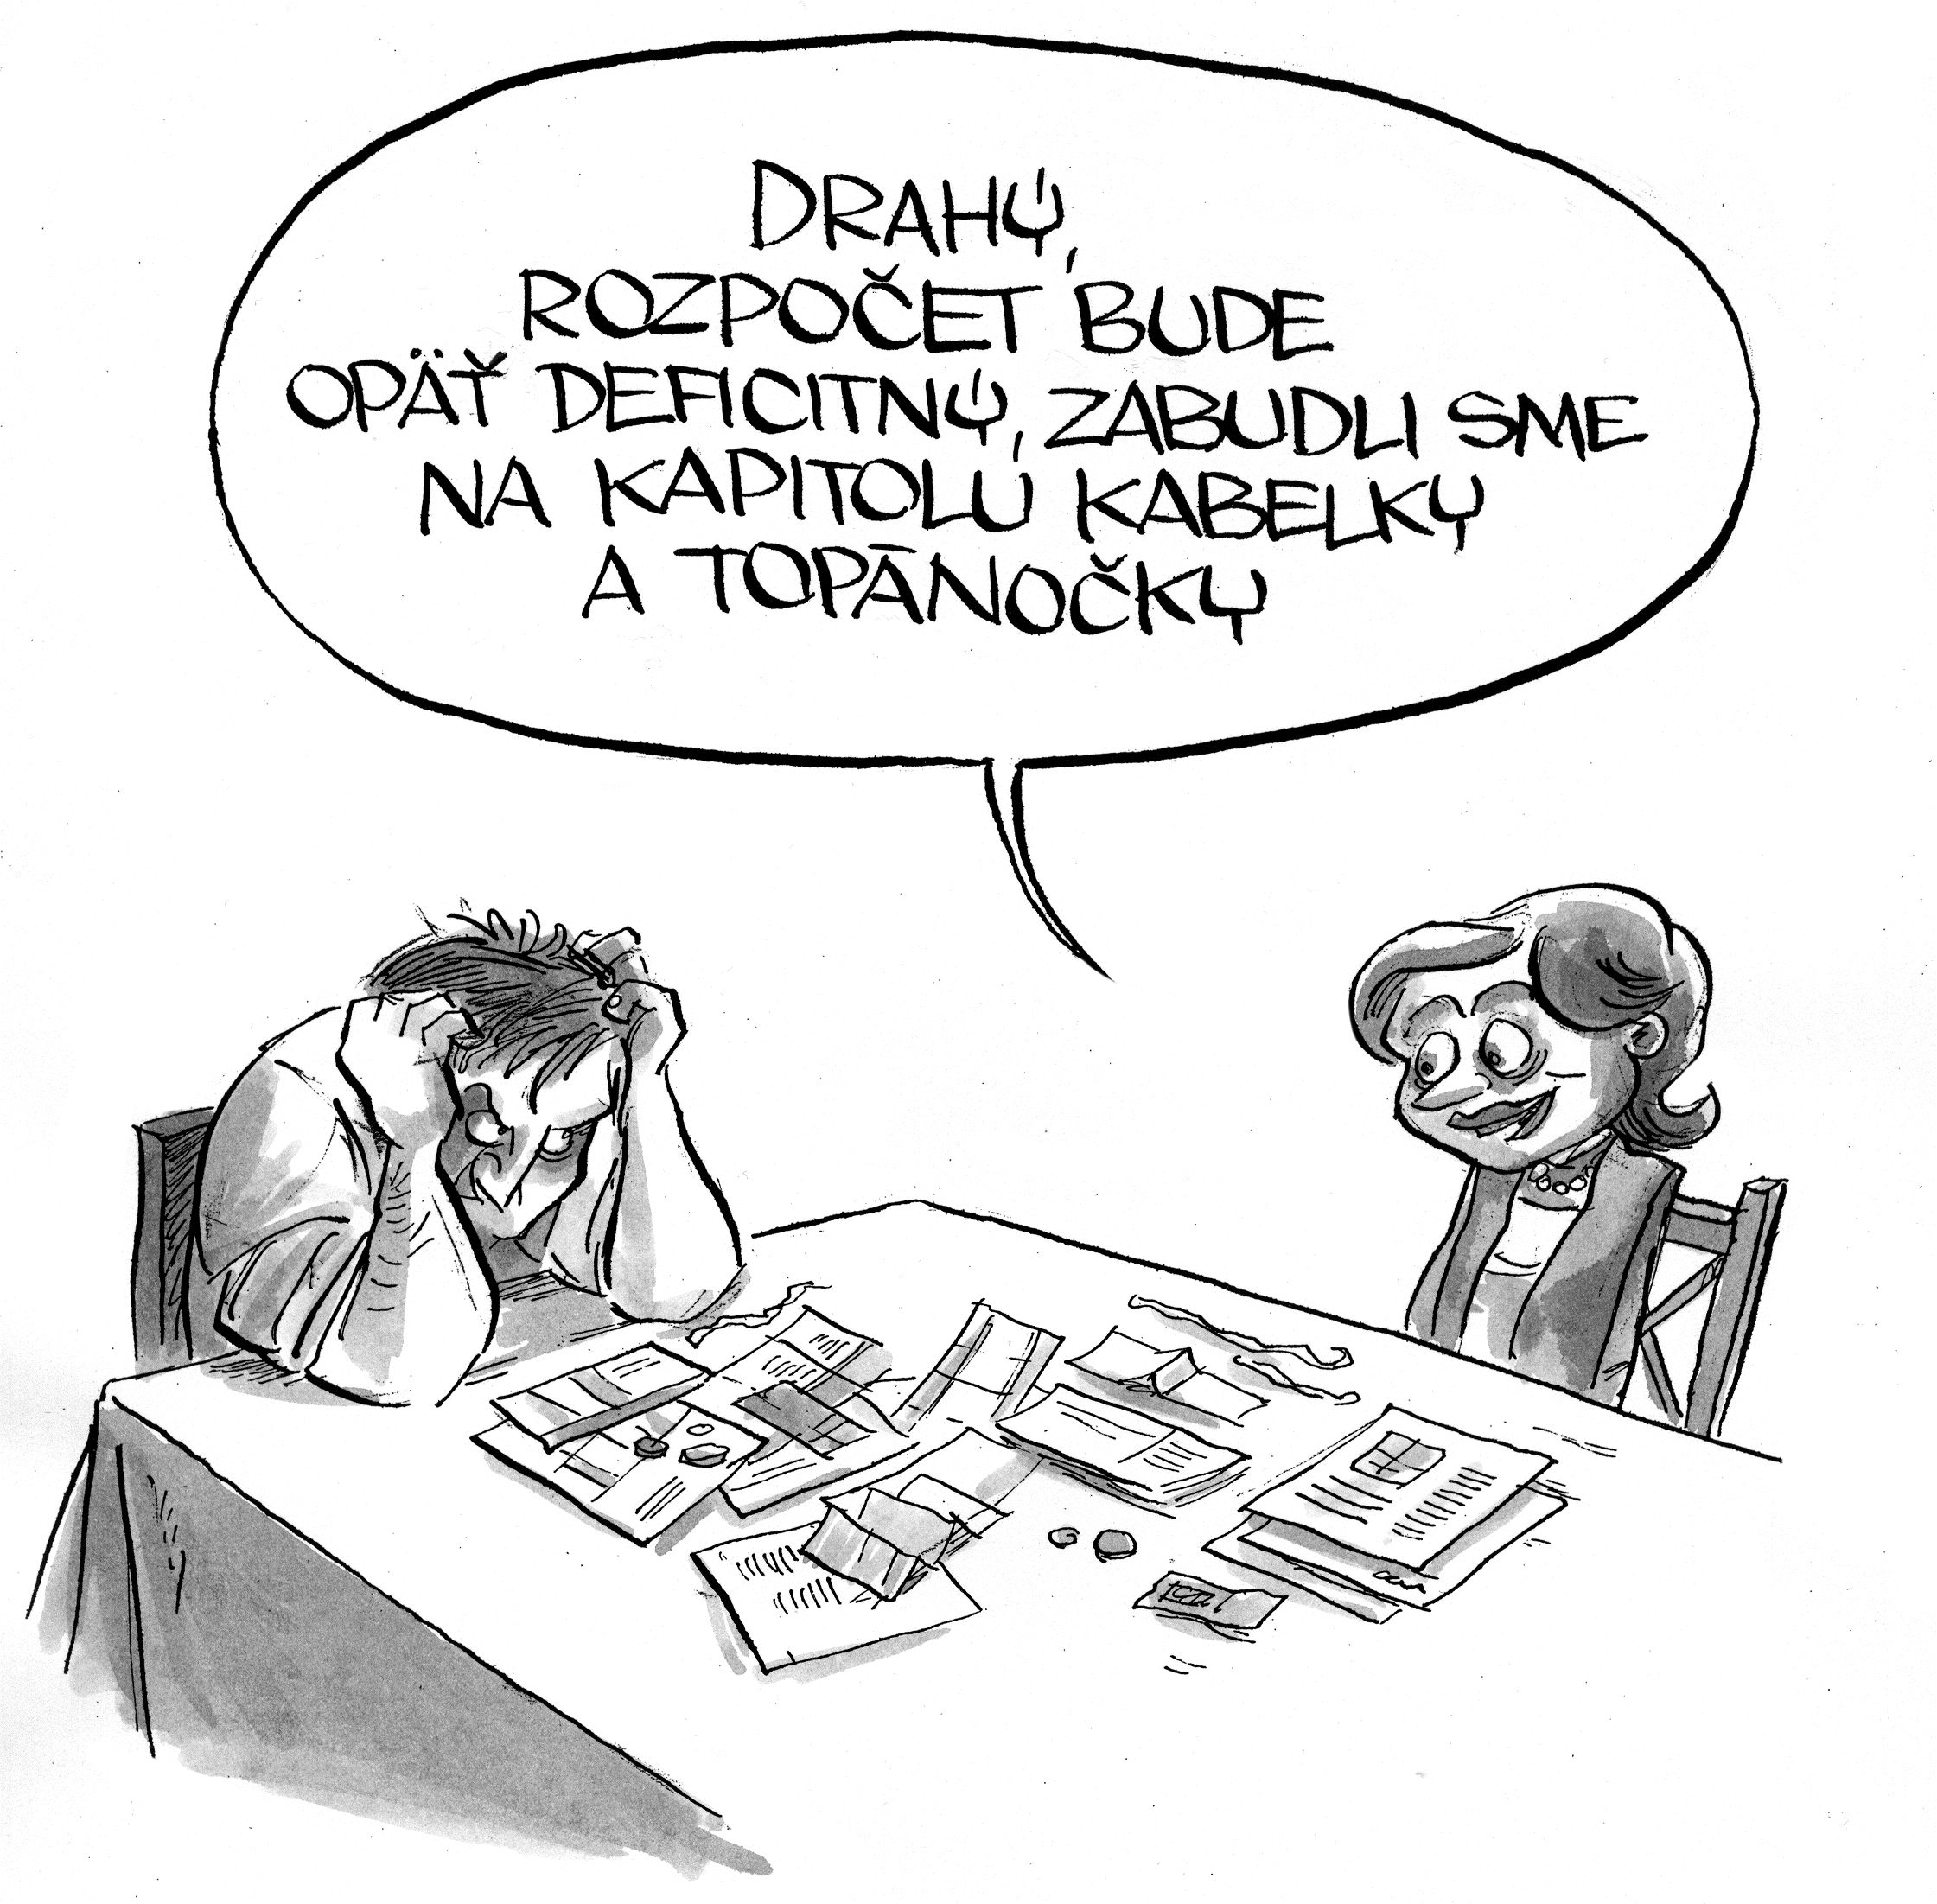 DRAHÝ,
ROZPOČET BUDE
OPÄŤ DEFICITNÝ, ZABUDLI SME
NA KAPITOLU KABELKY
A TOPÁNOČKY